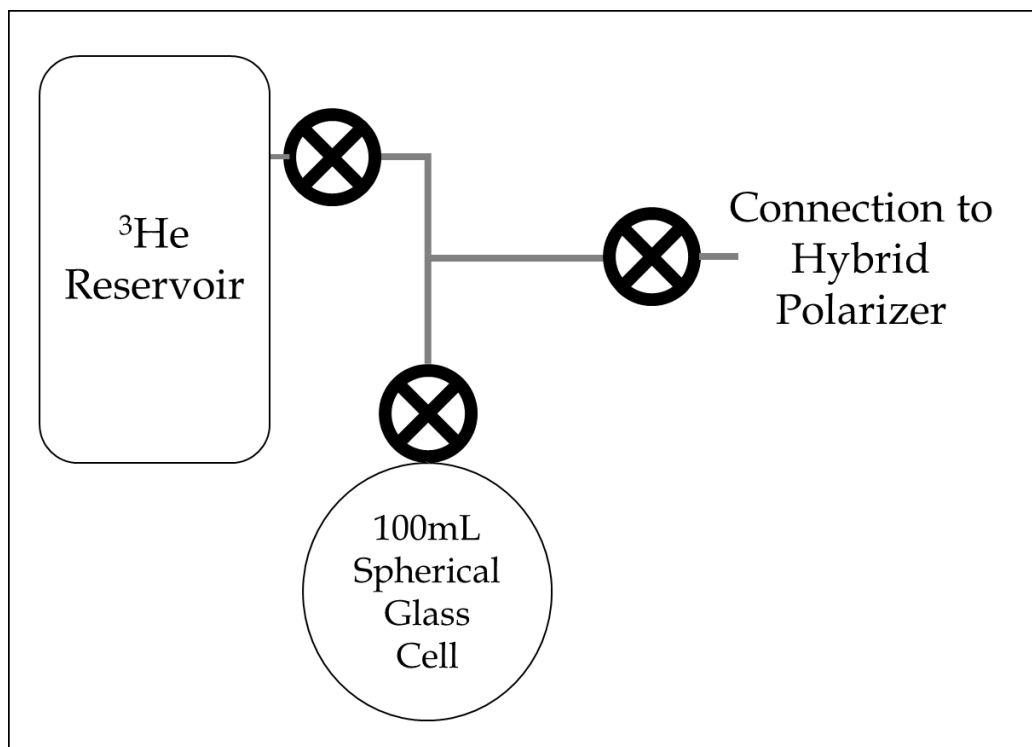 ³He
Reservoir
Connection to
Hybrid
Polarizer
100mL
Spherical
Glass
Cell